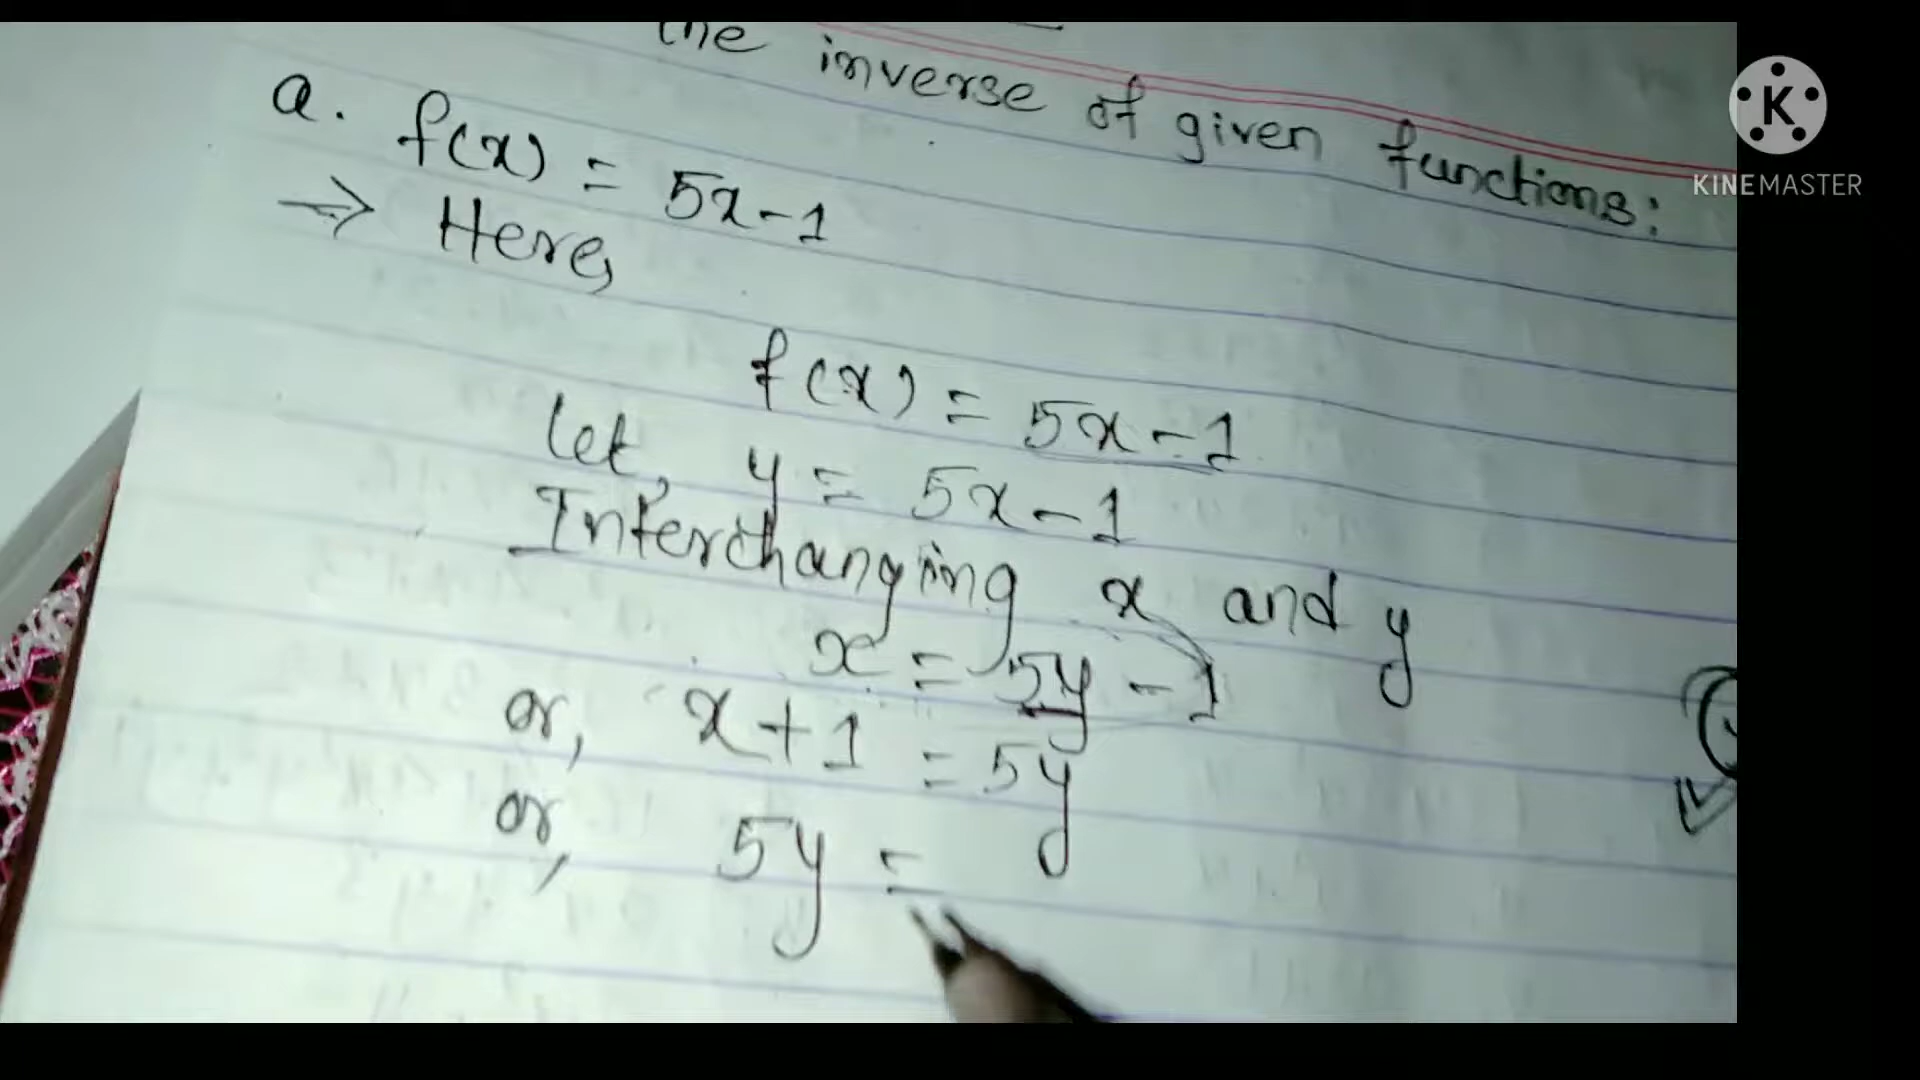 the inverse of given functions:
a. f(x) = 5x-1
⇒ Here,
f(x) = 5x-1
let, y = 5x-1
Interchanging x and y
x = 5y-1
or, x+1 = 5y
or, 5y =
K
KINEMASTER